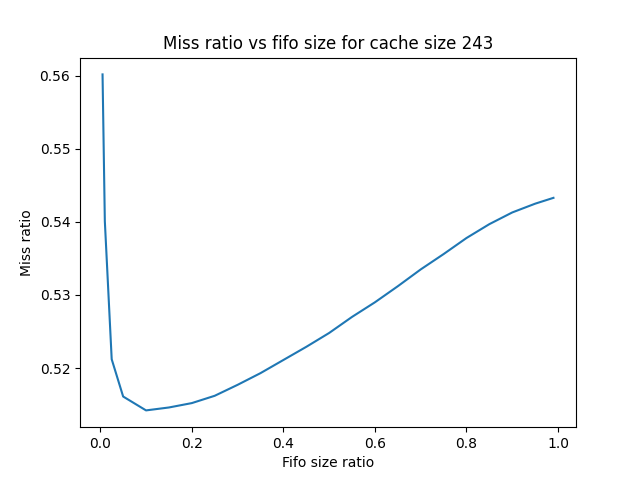 Miss ratio vs fifo size for cache size 243
0.56
0.55
0.54
0.53
0.52
Miss ratio
0.0 0.2 0.4 0.6 0.8 1.0
Fifo size ratio